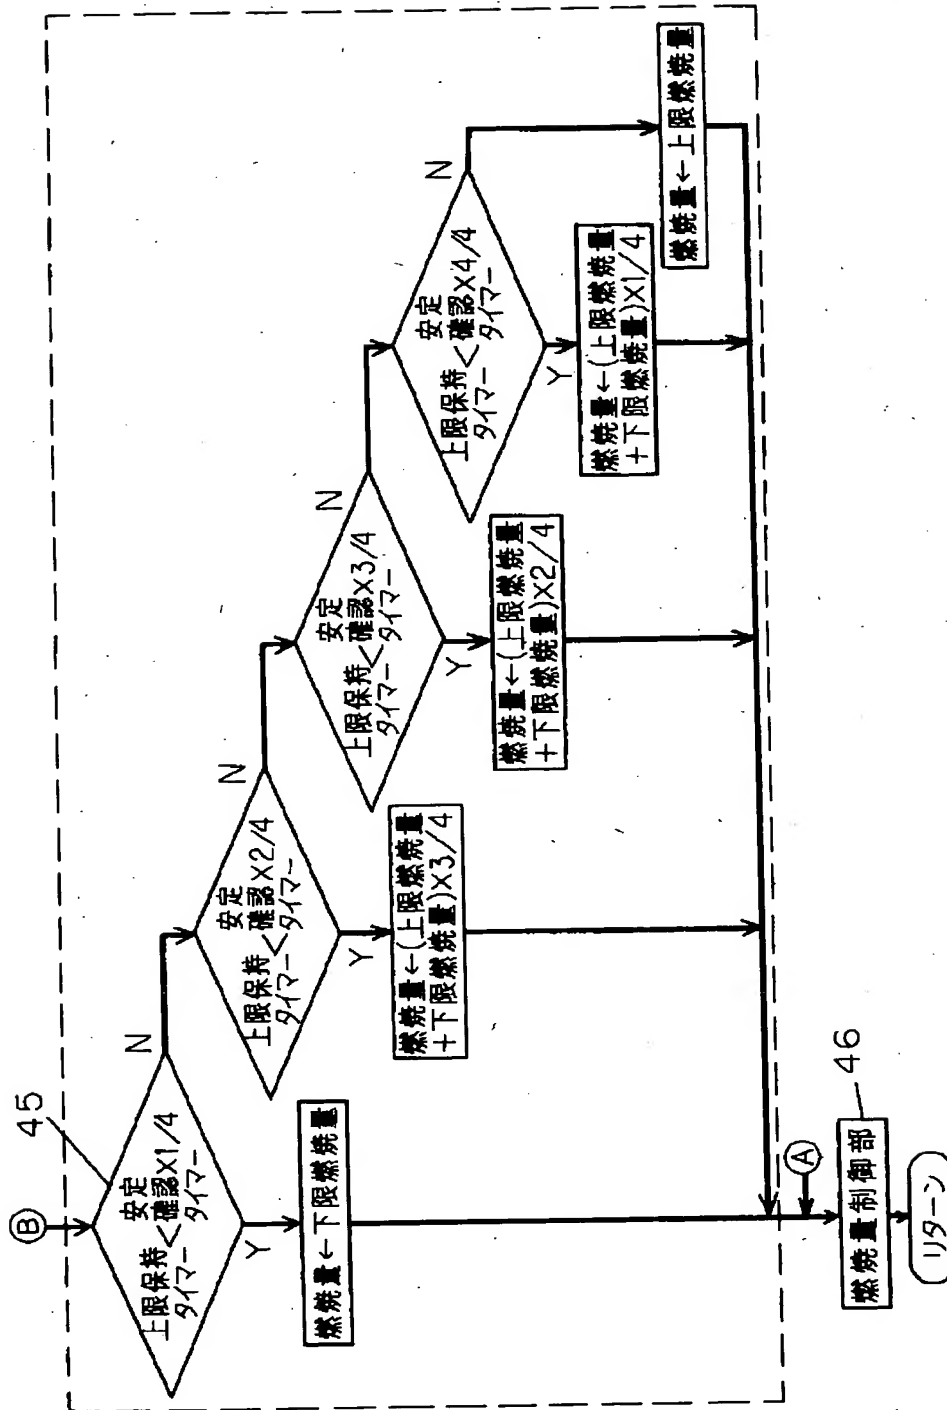 Ⓑ
45
安定
上限保持<確認×1/4
タイマー タイマー
N
Y
燃焼量←下限燃焼量
安定
上限保持<確認×2/4
タイマー タイマー
N
Y
燃焼量←(上限燃焼量
+下限燃焼量)×3/4
安定
上限保持<確認×3/4
タイマー タイマー
N
Y
燃焼量←(上限燃焼量
+下限燃焼量)×2/4
安定
上限保持<確認×4/4
タイマー タイマー
N
Y
燃焼量←(上限燃焼量
+下限燃焼量)×1/4
燃焼量←上限燃焼量
Ⓐ
燃焼量制御部
46
リターン